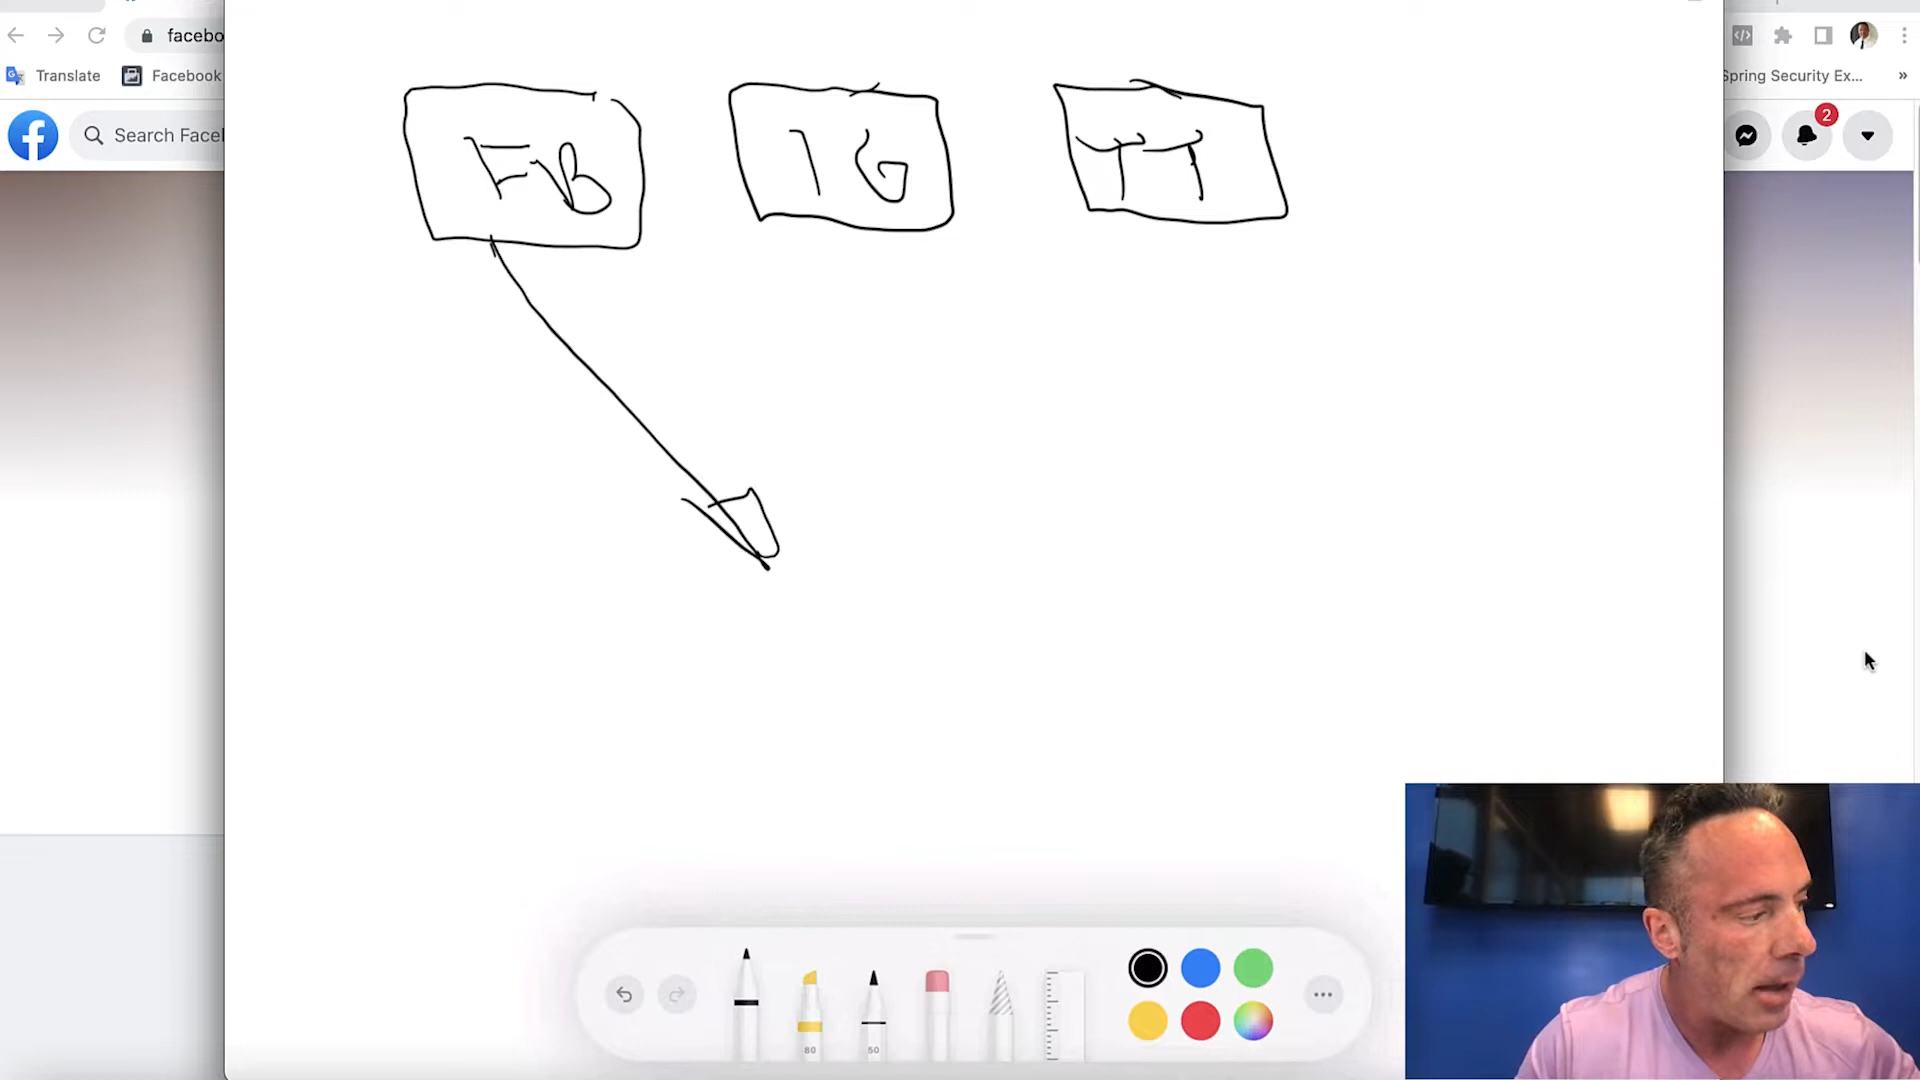 facebo
Spring Security Ex...
»
Translate
Facebook
2
Search Facel
FB
IG
TT
80
50